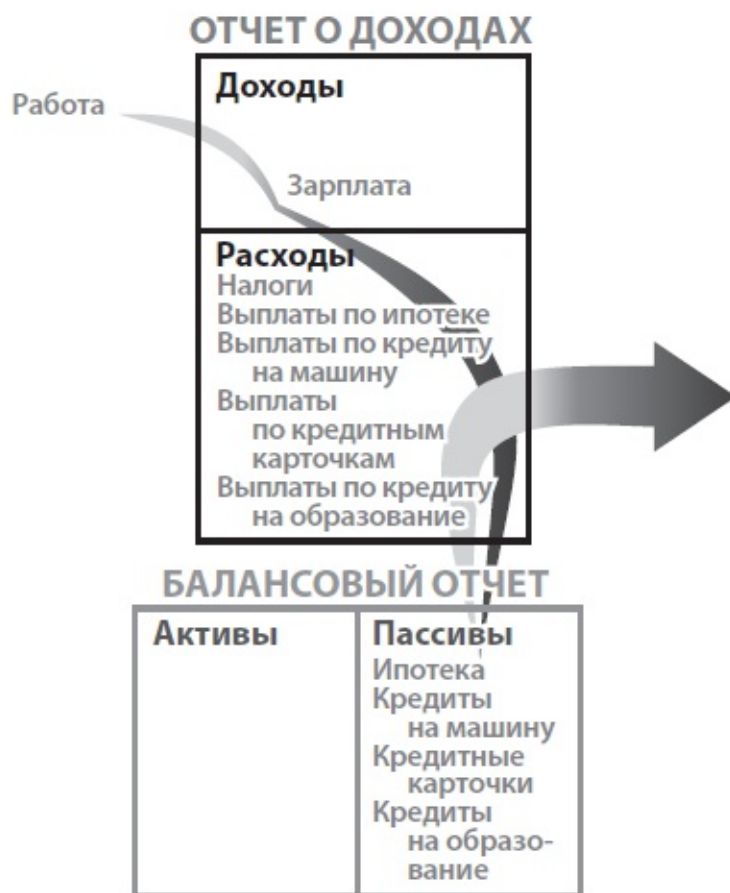 ОТЧЕТ О ДОХОДАХ
Доходы
Работа
Зарплата
Расходы
Налоги
Выплаты по ипотеке
Выплаты по кредиту
на машину
Выплаты
по кредитным
карточкам
Выплаты по кредиту
на образование
БАЛАНСОВЫЙ ОТЧЕТ
Активы
Пассивы
Ипотека
Кредиты
на машину
Кредитные
карточки
Кредиты
на образо-
вание